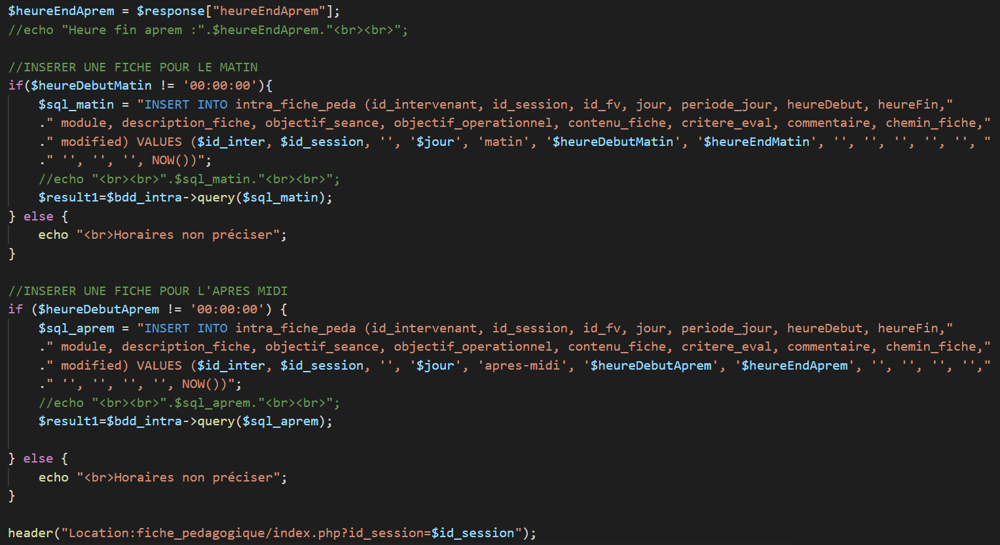 $heureEndAprem = $response["heureEndAprem"];
//echo "Heure fin aprem :".$heureEndAprem."<br><br>";
//INSERER UNE FICHE POUR LE MATIN
if($heureDebutMatin != '00:00:00'){
$sql_matin = "INSERT INTO intra_fiche_peda (id_intervenant, id_session, id_fv, jour, periode_jour, heureDebut, heureFin,"
." module, description_fiche, objectif_seance, objectif_operationnel, contenu_fiche, critere_eval, commentaire, chemin_fiche,"
." modified) VALUES ($id_inter, $id_session, '', '$jour', 'matin', '$heureDebutMatin', '$heureEndMatin', '', '', '', '', '', "
." '', '', '', NOW())";
//echo "<br><br>".$sql_matin."<br><br>";
$result1=$bdd_intra->query($sql_matin);
} else {
echo "<br>Horaires non préciser";
}
//INSERER UNE FICHE POUR L'APRES MIDI
if ($heureDebutAprem != '00:00:00') {
$sql_aprem = "INSERT INTO intra_fiche_peda (id_intervenant, id_session, id_fv, jour, periode_jour, heureDebut, heureFin,"
." module, description_fiche, objectif_seance, objectif_operationnel, contenu_fiche, critere_eval, commentaire, chemin_fiche,"
." modified) VALUES ($id_inter, $id_session, '', '$jour', 'apres-midi', '$heureDebutAprem', '$heureEndAprem', '', '', '', '',"
." '', '', '', '', NOW())";
//echo "<br><br>".$sql_aprem."<br><br>";
$result1=$bdd_intra->query($sql_aprem);
} else {
echo "<br>Horaires non préciser";
}
header("Location:fiche_pedagogique/index.php?id_session=$id_session");